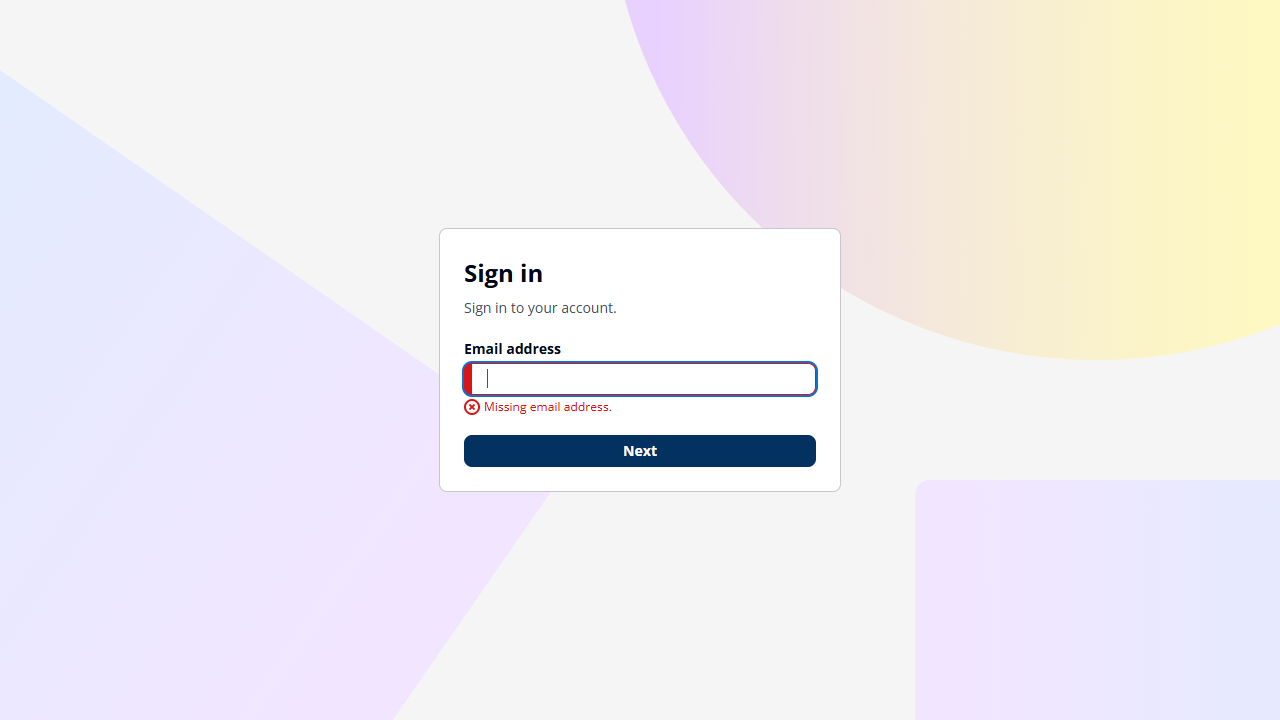 Sign in
Sign in to your account.
Email address
Missing email address.
Next